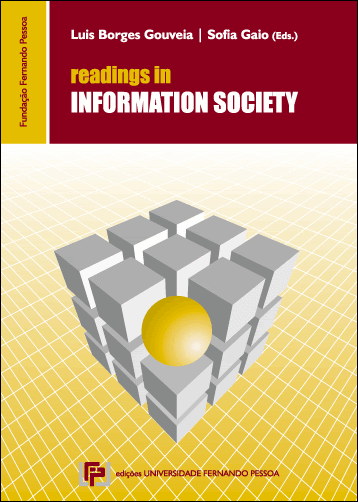 Fundação Fernando Pessoa
Luis Borges Gouveia | Sofia Gaio (Eds.)
readings in
INFORMATION SOCIETY
edições UNIVERSIDADE FERNANDO PESSOA